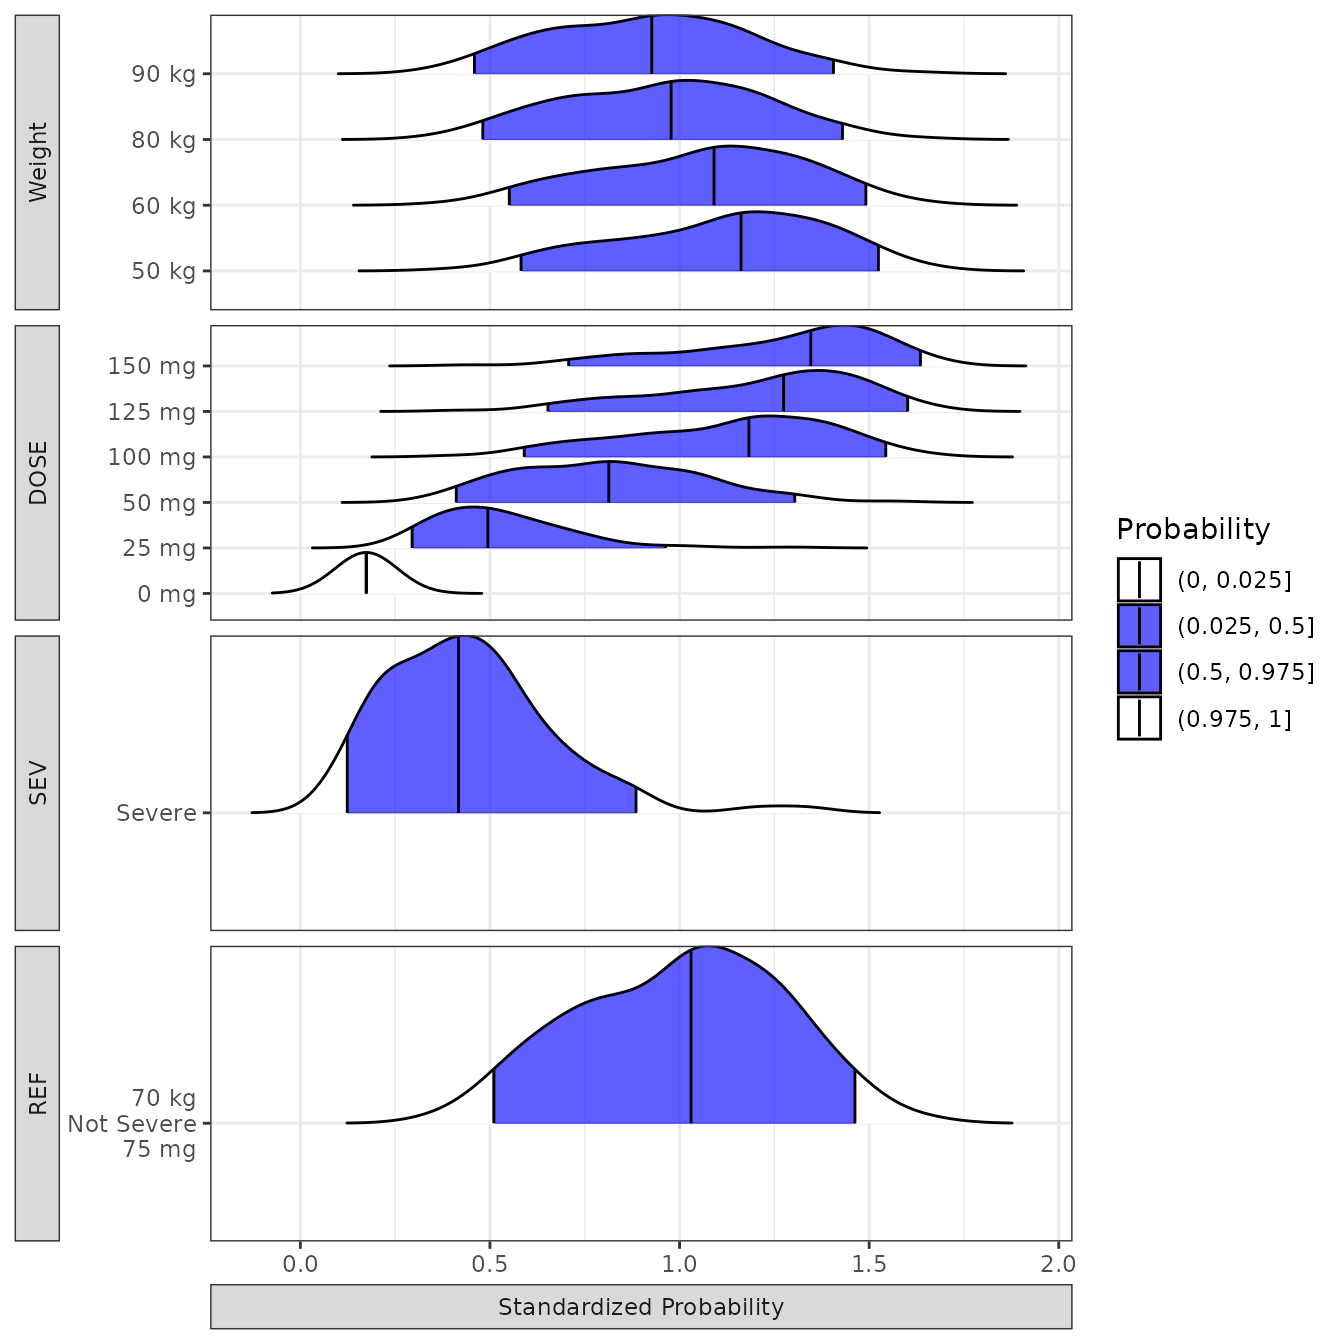 Weight
90 kg
80 kg
60 kg
50 kg
DOSE
150 mg
125 mg
100 mg
50 mg
25 mg
0 mg
SEV
Severe
REF
70 kg
Not Severe
75 mg
0.0 0.5 1.0 1.5 2.0
Standardized Probability
Probability
(0, 0.025]
(0.025, 0.5]
(0.5, 0.975]
(0.975, 1]